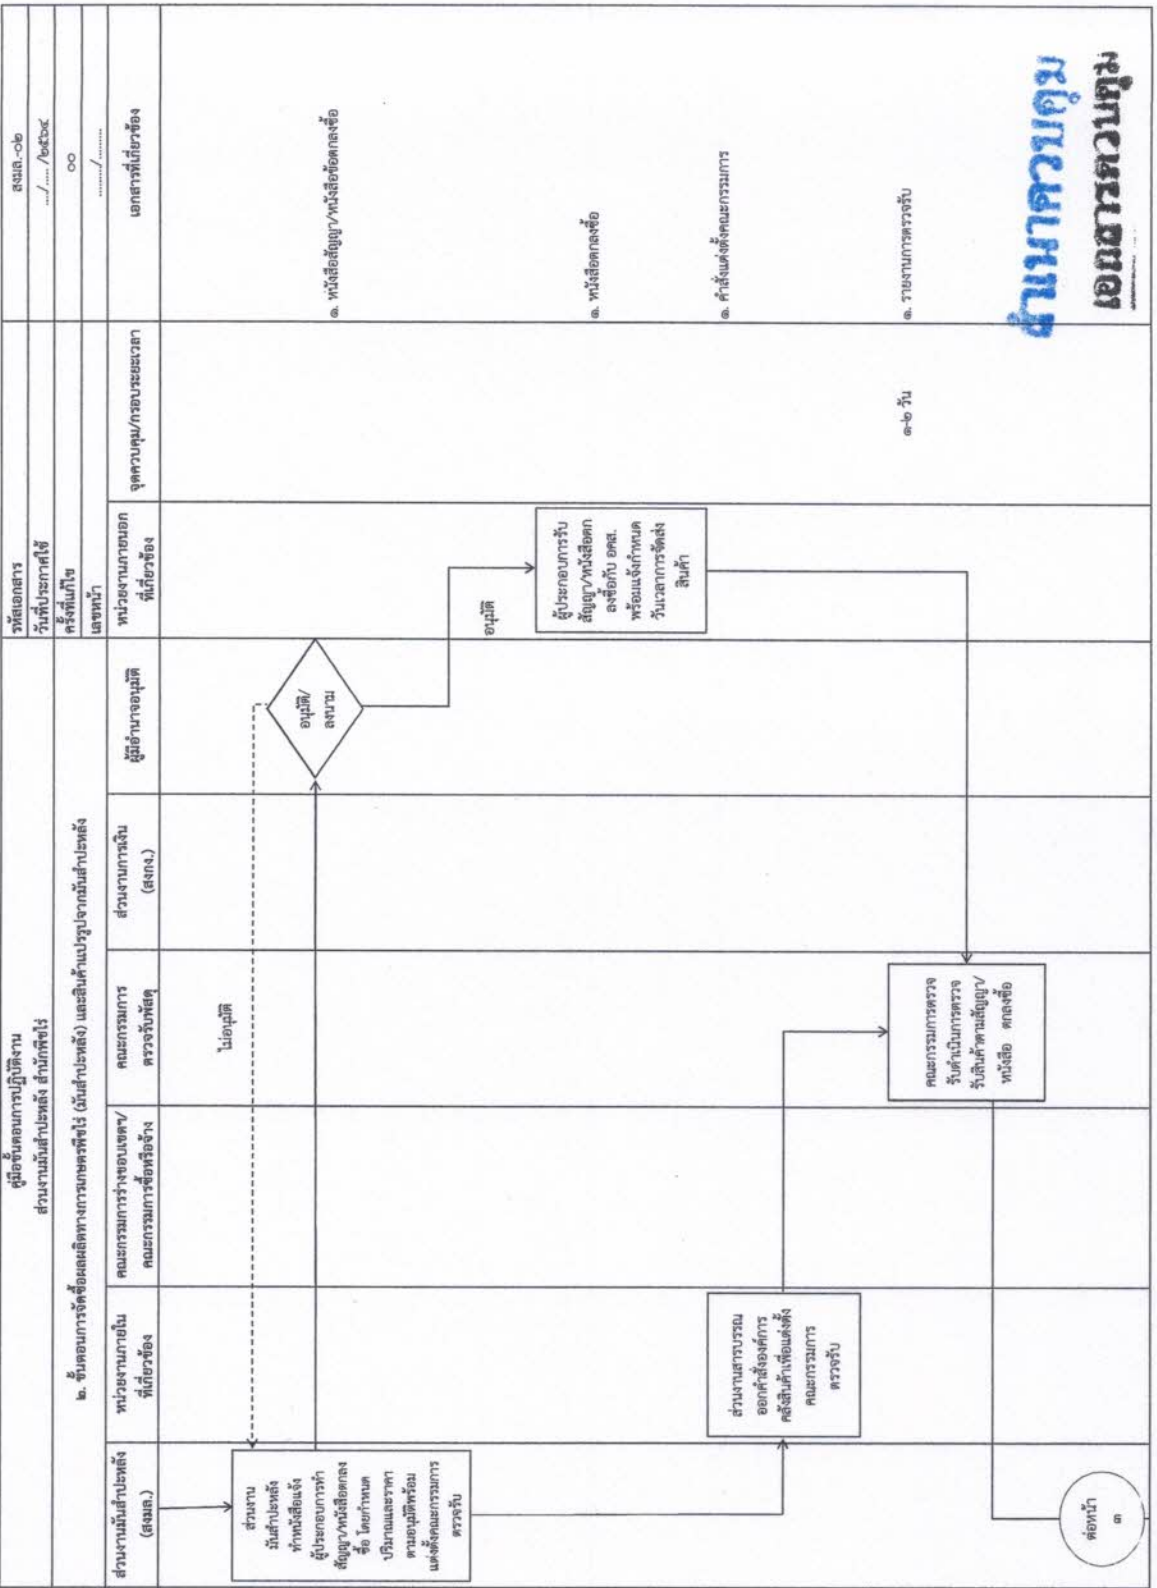 คู่มือขั้นตอนการปฏิบัติงาน
ส่วนงานมันสำปะหลัง สำนักพืชไร่
รหัสเอกสาร
สงมล.-๐๒
วันที่ประกาศใช้
..../...... /๒๕๖๔
ครั้งที่แก้ไข
๐๐
เลขหน้า
........./.........
๒. ขั้นตอนการจัดซื้อผลผลิตทางการเกษตรพืชไร่ (มันสำปะหลัง) และสินค้าแปรรูปจากมันสำปะหลัง
ส่วนงานมันสำปะหลัง
(สงมล.)
หน่วยงานภายใน
ที่เกี่ยวข้อง
คณะกรรมการร่างขอบเขตฯ/
คณะกรรมการซื้อหรือจ้าง
คณะกรรมการ
ตรวจรับพัสดุ
ส่วนงานการเงิน
(สงกง.)
ผู้มีอำนาจอนุมัติ
หน่วยงานภายนอก
ที่เกี่ยวข้อง
จุดควบคุม/กรอบระยะเวลา
เอกสารที่เกี่ยวข้อง
ส่วนงาน
มันสำปะหลัง
ทำหนังสือแจ้ง
ผู้ประกอบการทำ
สัญญา/หนังสือตกลง
ซื้อ โดยกำหนด
ปริมาณและราคา
ตามอนุมัติพร้อม
แต่งตั้งคณะกรรมการ
ตรวจรับ
ไม่อนุมัติ
อนุมัติ/
ลงนาม
๑. หนังสือสัญญา/หนังสือข้อตกลงซื้อ
อนุมัติ
ผู้ประกอบการรับ
สัญญา/หนังสือตก
ลงซื้อกับ อคส.
พร้อมแจ้งกำหนด
วันเวลาการจัดส่ง
สินค้า
๑. หนังสือตกลงซื้อ
ส่วนงานสารบรรณ
ออกคำสั่งองค์การ
คลังสินค้าเพื่อแต่งตั้ง
คณะกรรมการ
ตรวจรับ
๑. คำสั่งแต่งตั้งคณะกรรมการ
คณะกรรมการตรวจ
รับดำเนินการตรวจ
รับสินค้าตามสัญญา/
หนังสือ ตกลงซื้อ
๑-๒ วัน
๑. รายงานการตรวจรับ
ต่อหน้า
๓